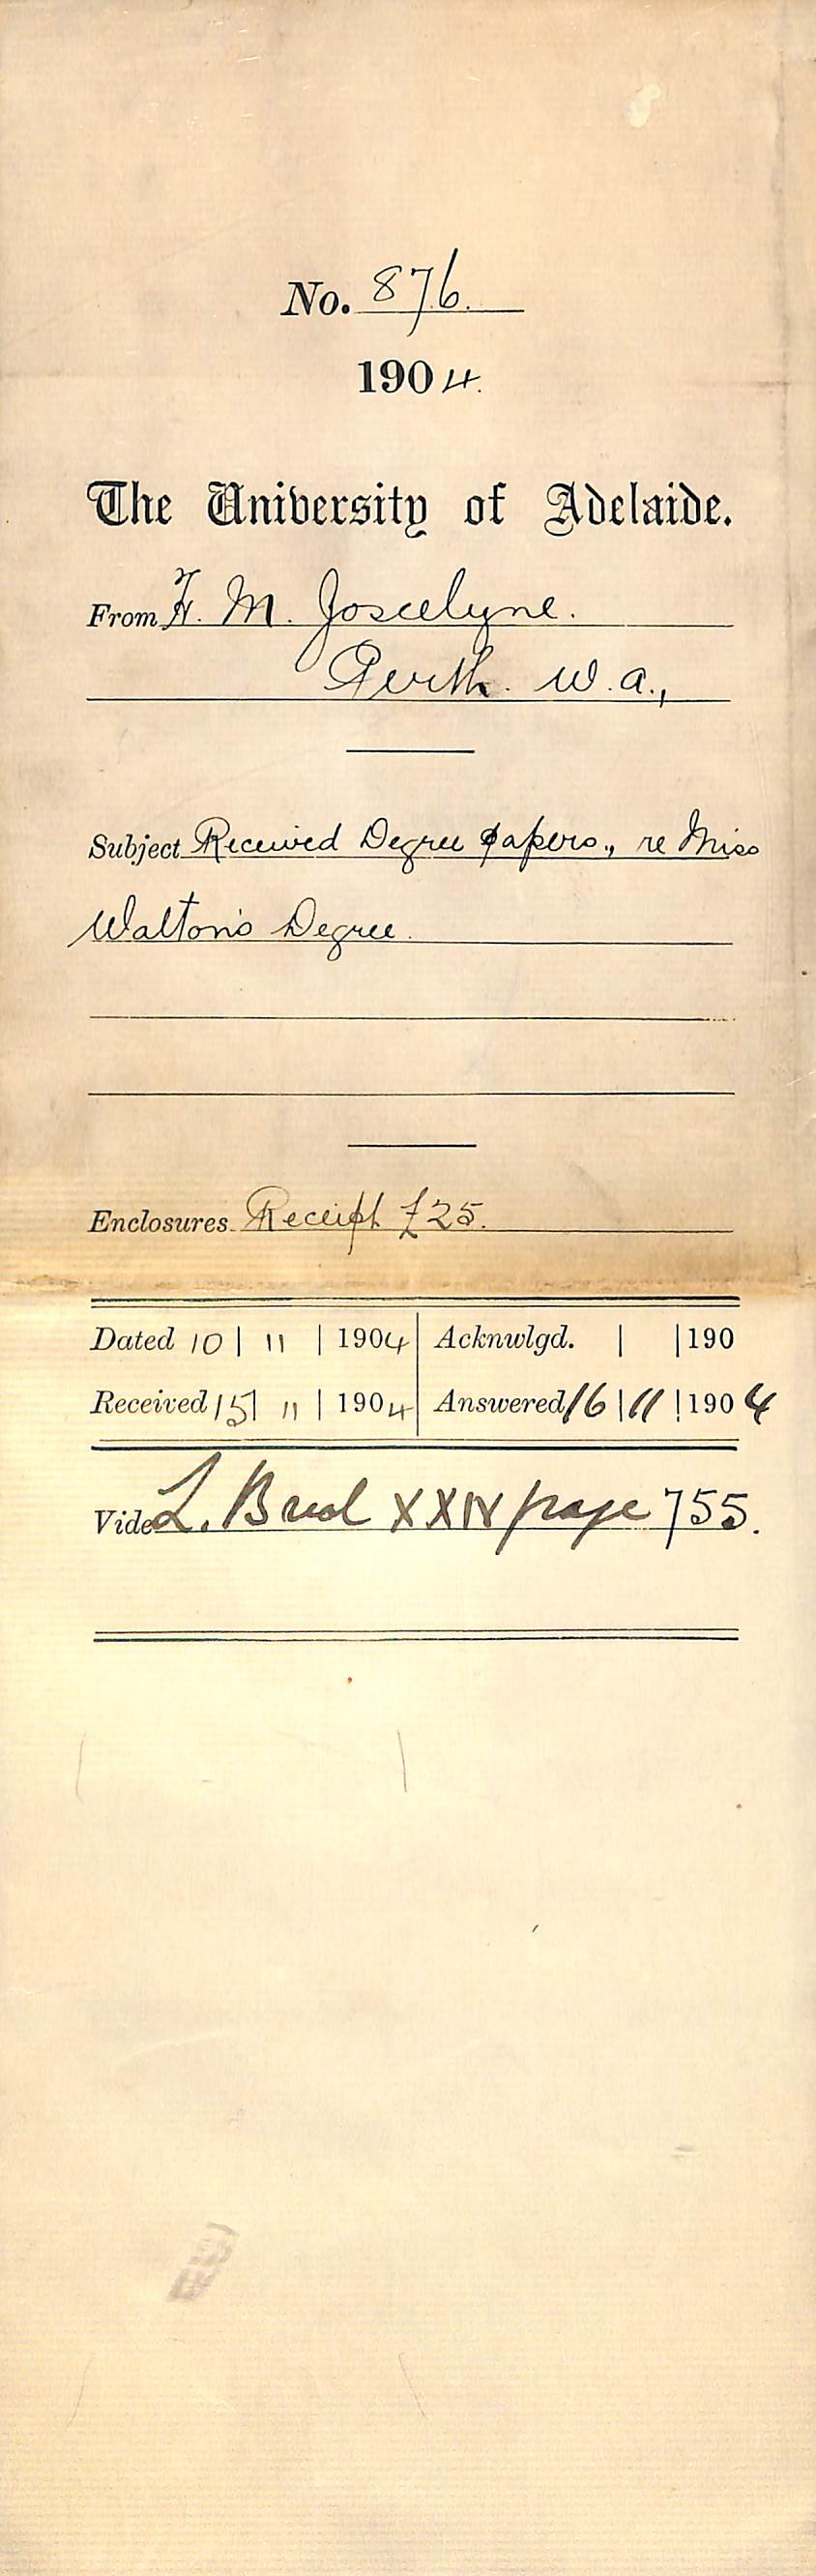 No. 876.
1904.
The University of Adelaide.
From F. M. Joscelyne.
Perth. W.A.,
Subject Received Degree papers., re Miss
Walton's Degree.
Enclosures. Receipt £25.
Dated 10 | 11 | 1904 | Acknwlgd. | | 190
Received 15 | 11 | 1904 | Answered 16 | 11 | 1904
Vide L. Book XXIV page 755.